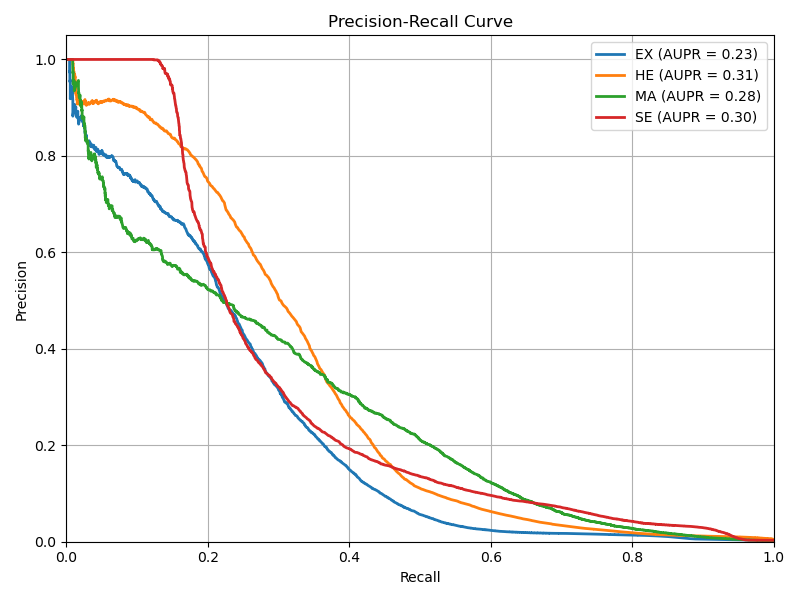 Precision-Recall Curve
EX (AUPR = 0.23)
HE (AUPR = 0.31)
MA (AUPR = 0.28)
SE (AUPR = 0.30)
Precision
1.0
0.8
0.6
0.4
0.2
0.0
0.0 0.2 0.4 0.6 0.8 1.0
Recall